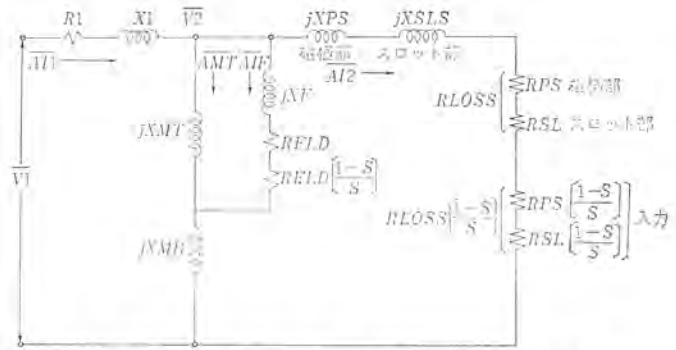 R1 X1 V2 jXPS jXSLS
AI1 AMT AIF 磁極部 スロット部
AI2
jXF
RLOSS RPS 磁極部
RSL スロット部
jXMT
RFLD
V1
RFLD(1-S/S)
RLOSS(1-S/S) RPS(1-S/S) 入力
RSL(1-S/S)
jXMB